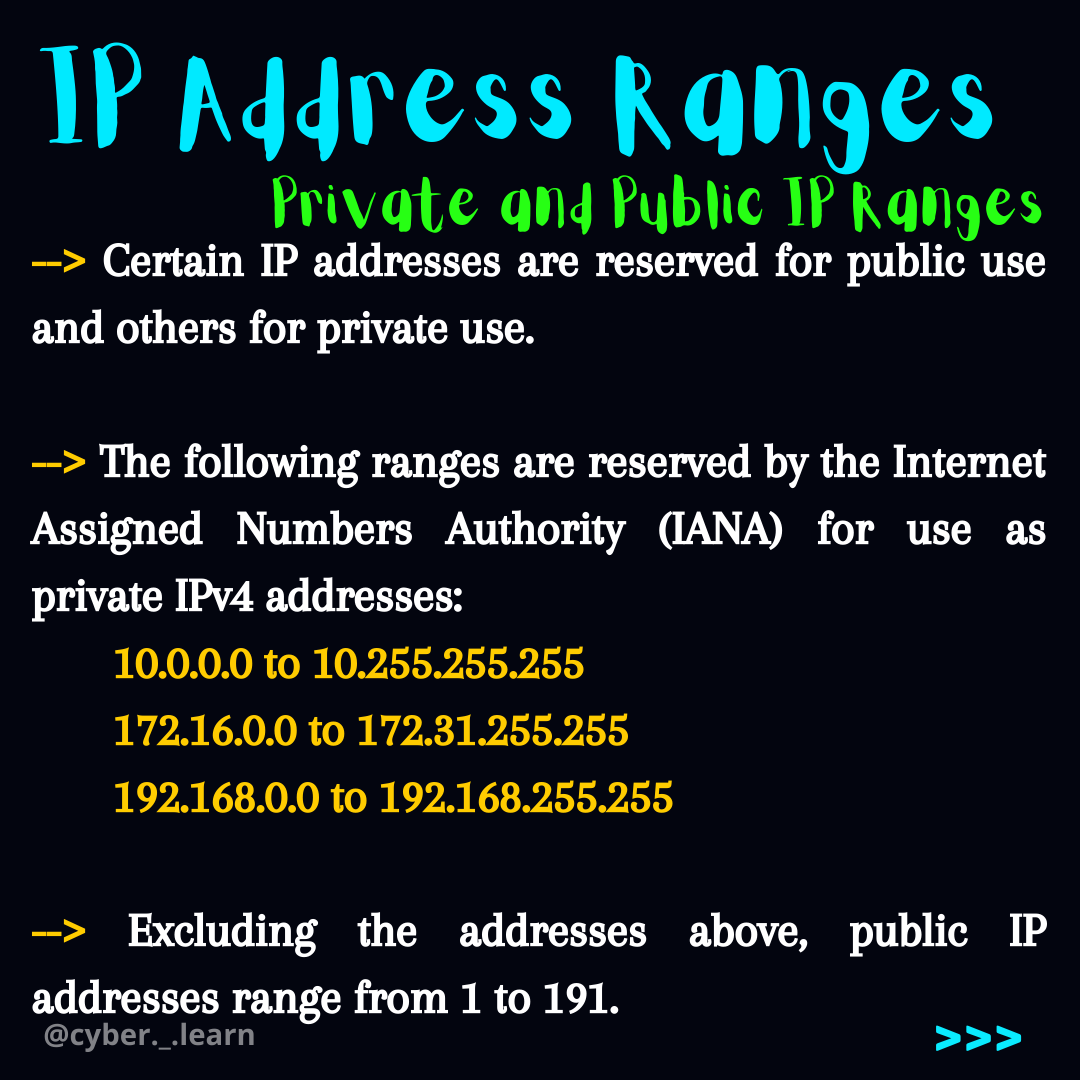 IP Address Ranges
Private and Public IP Ranges
--> Certain IP addresses are reserved for public use
and others for private use.
--> The following ranges are reserved by the Internet
Assigned Numbers Authority (IANA) for use as
private IPv4 addresses:
10.0.0.0 to 10.255.255.255
172.16.0.0 to 172.31.255.255
192.168.0.0 to 192.168.255.255
--> Excluding the addresses above, public IP
addresses range from 1 to 191.
@cyber._.learn
>>>